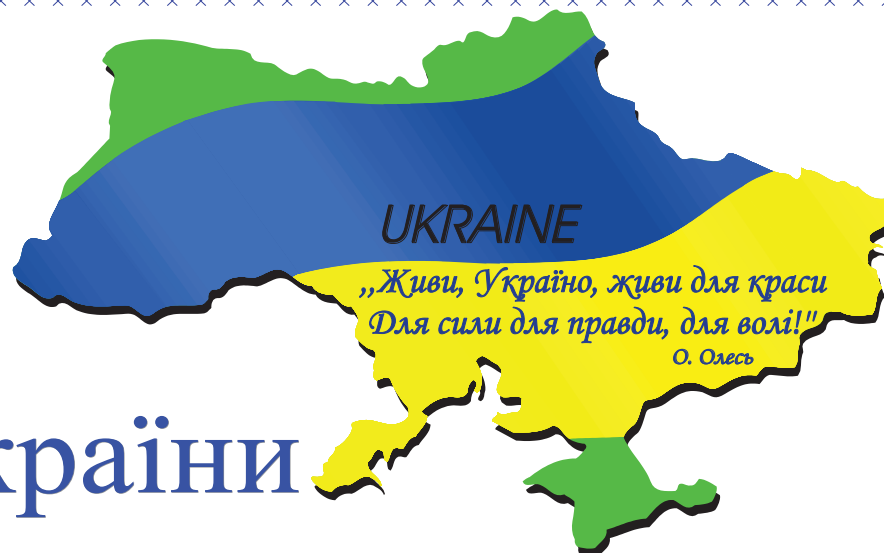 UKRAINE
,,Живи, Україно, живи для краси
Для сили для правди, для волі!"
О. Олесь
країни